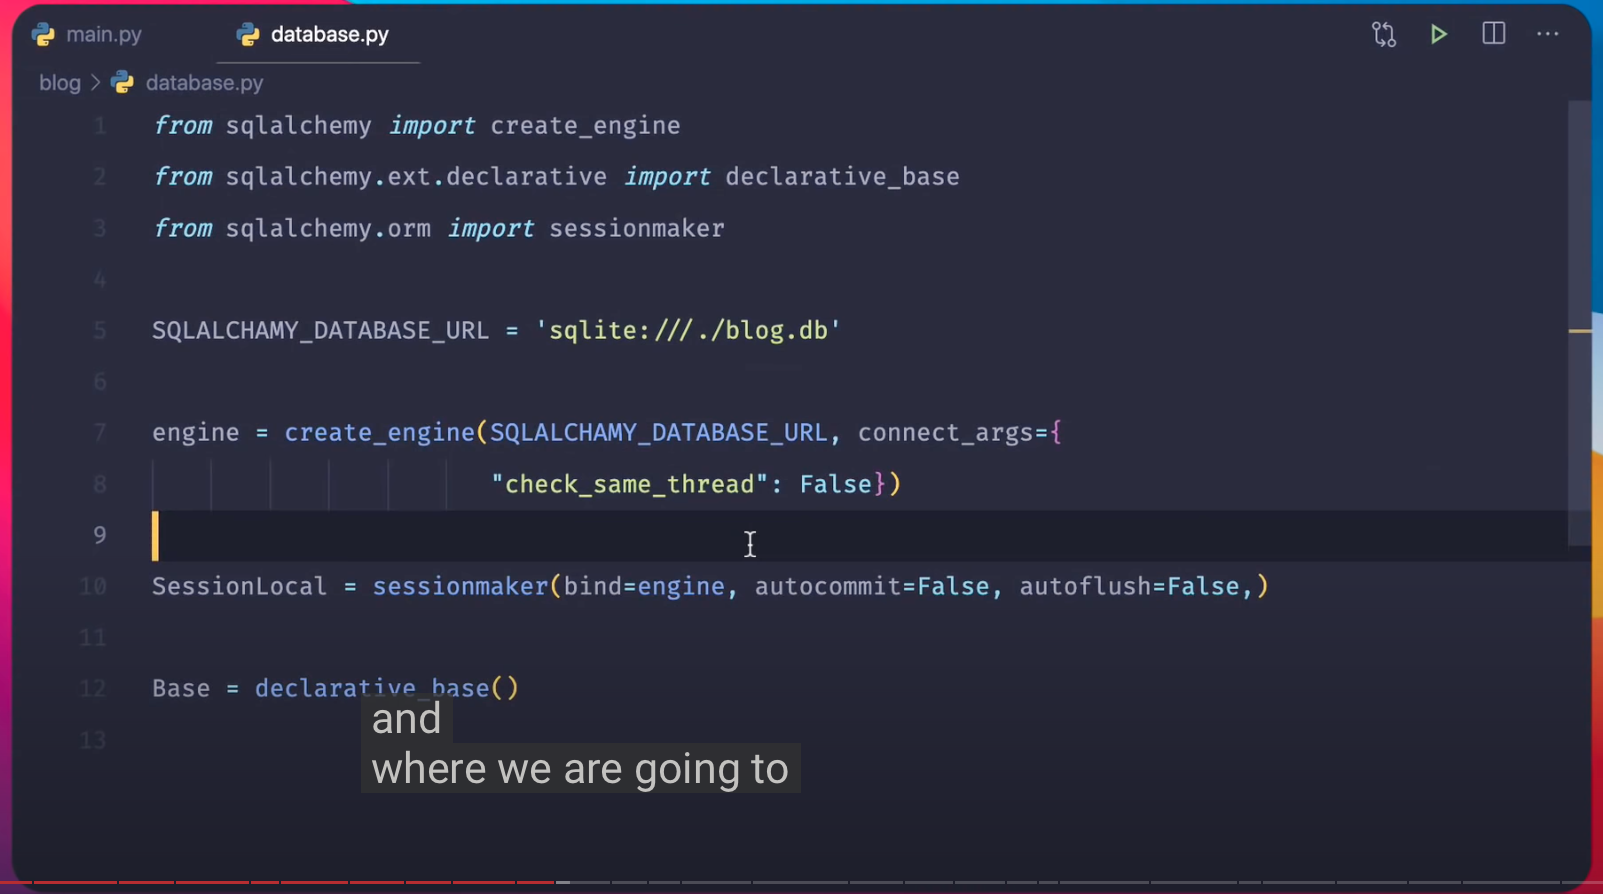 main.py
database.py
blog > database.py
1 from sqlalchemy import create_engine
2 from sqlalchemy.ext.declarative import declarative_base
3 from sqlalchemy.orm import sessionmaker
4
5 SQLALCHAMY_DATABASE_URL = 'sqlite:///./blog.db'
6
7 engine = create_engine(SQLALCHAMY_DATABASE_URL, connect_args={
8 "check_same_thread": False})
9
10 SessionLocal = sessionmaker(bind=engine, autocommit=False, autoflush=False,)
11
12 Base = declarative_base()
13
and
where we are going to